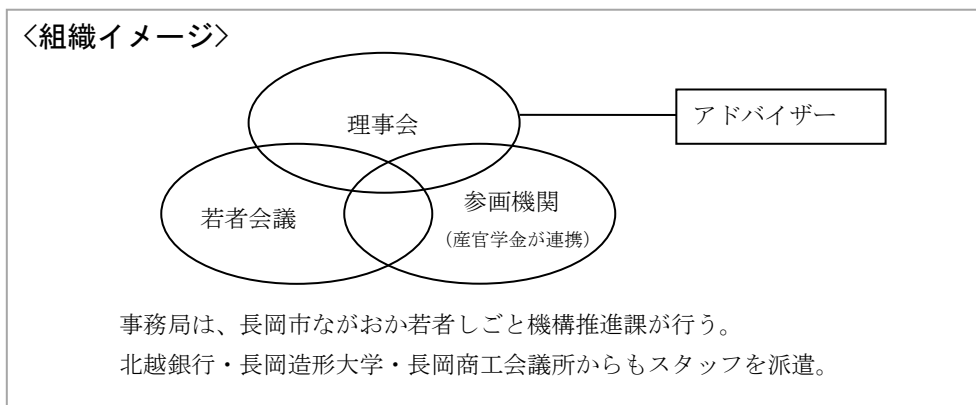 〈組織イメージ〉
理事会
アドバイザー
若者会議
参画機関
(産官学金が連携)
事務局は、長岡市ながおか若者しごと機構推進課が行う。
北越銀行・長岡造形大学・長岡商工会議所からもスタッフを派遣。